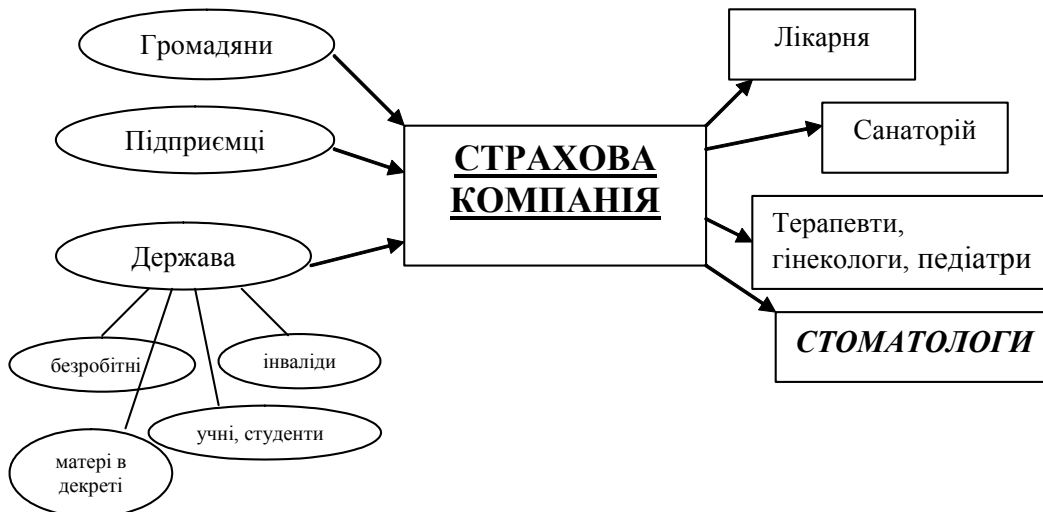 Громадяни
Підприємці
Держава
безробітні
інваліди
учні, студенти
матері в
декреті
СТРАХОВА
КОМПАНІЯ
Лікарня
Санаторій
Терапевти,
гінекологи, педіатри
СТОМАТОЛОГИ